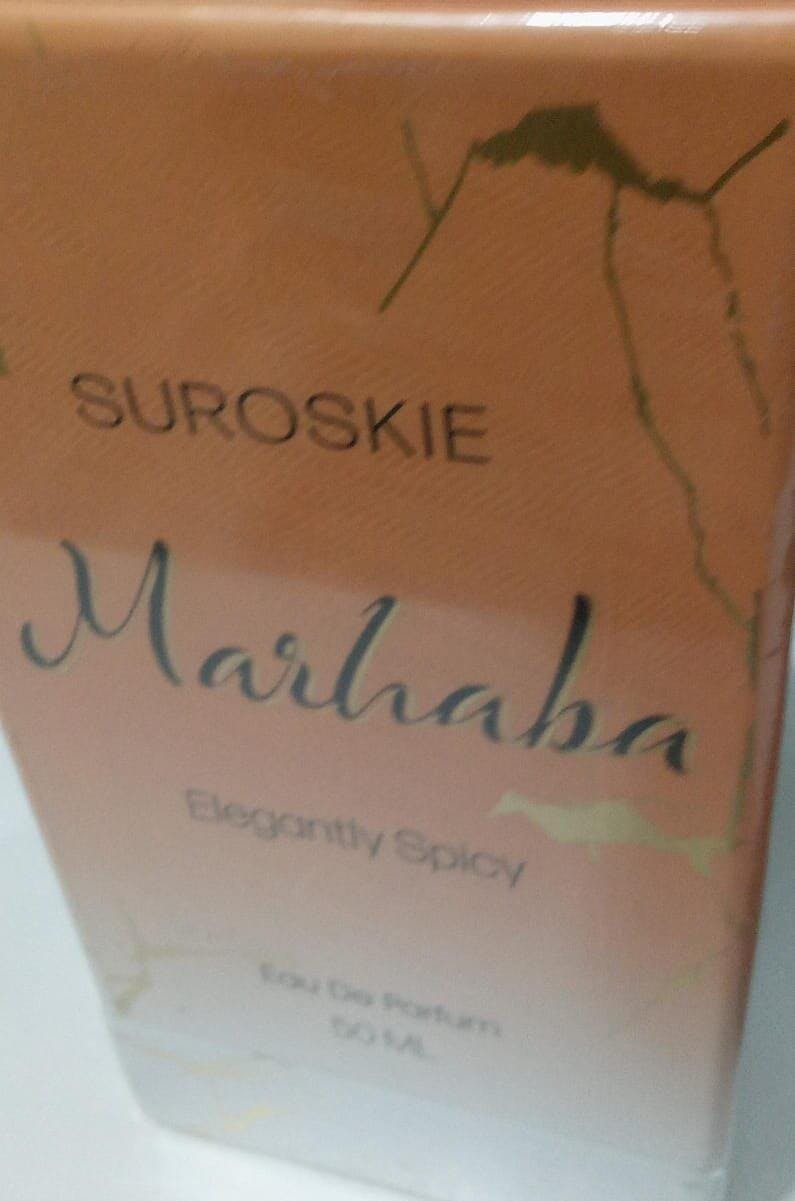 SUROSKIE
Marhaba
Elegantly Spicy
Eau De Parfum
50 ML